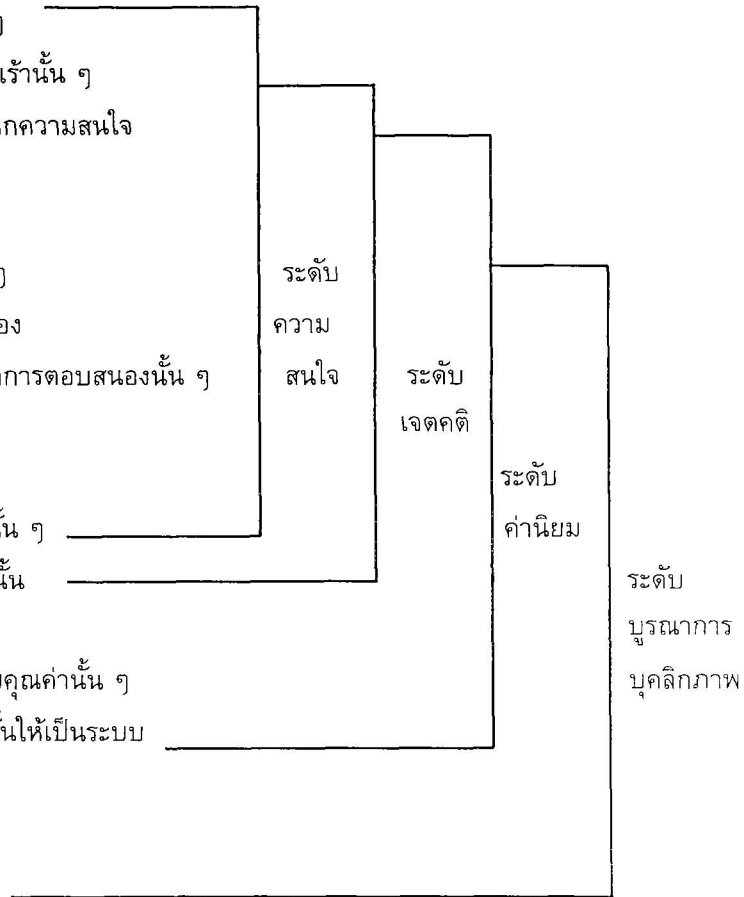 ๆ
เร้านั้น ๆ
กความสนใจ
ๆ
ระดับ
อง
ความ
การตอบสนองนั้น ๆ
สนใจ
ระดับ
เจตคติ
ระดับ
ั้น ๆ
ค่านิยม
นั้น
ระดับ
บูรณาการ
คุณค่านั้น ๆ
บุคลิกภาพ
ั้นให้เป็นระบบ